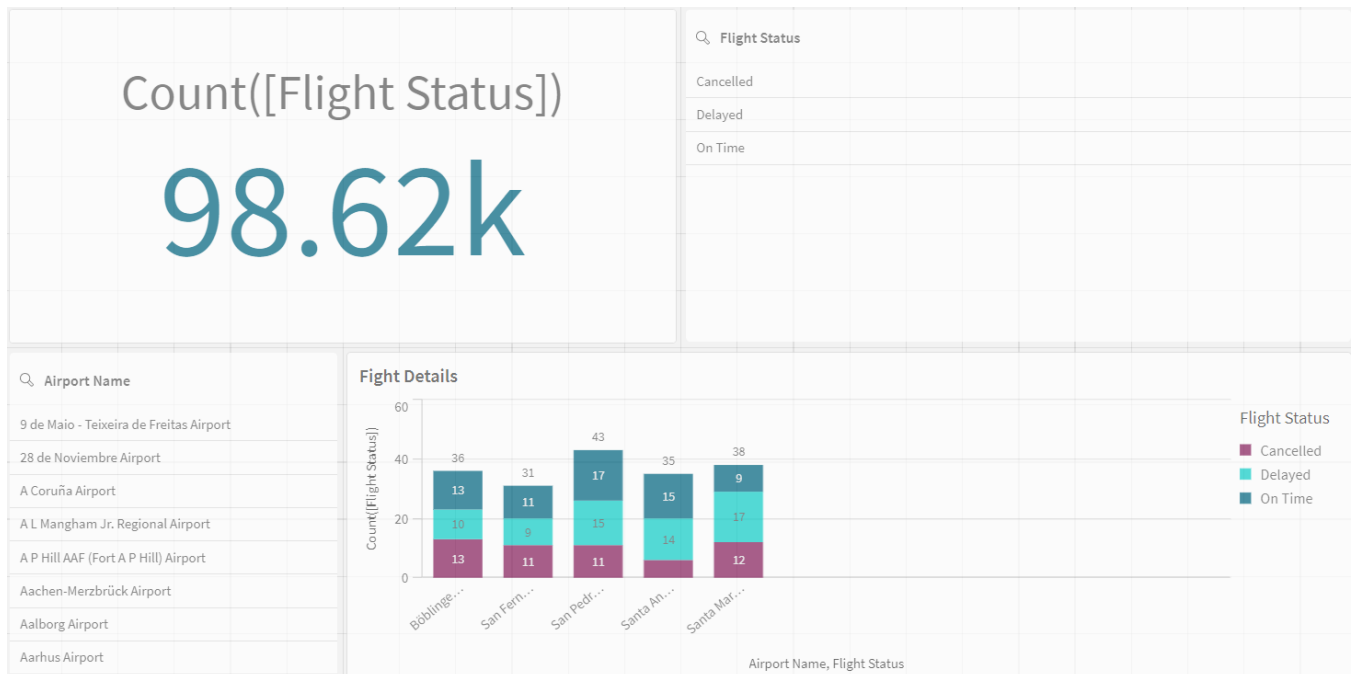 Count([Flight Status])
98.62k
Flight Status
Cancelled
Delayed
On Time
Airport Name
9 de Maio - Teixeira de Freitas Airport
28 de Noviembre Airport
A Coruña Airport
A L Mangham Jr. Regional Airport
A P Hill AAF (Fort A P Hill) Airport
Aachen-Merzbrück Airport
Aalborg Airport
Aarhus Airport
Fight Details
Count([Flight Status])
60
40
20
0
36
13
10
13
31
11
9
11
43
17
15
11
35
15
14
38
9
17
12
Böblinge...
San Fern...
San Pedr...
Santa An...
Santa Mar...
Airport Name, Flight Status
Flight Status
Cancelled
Delayed
On Time